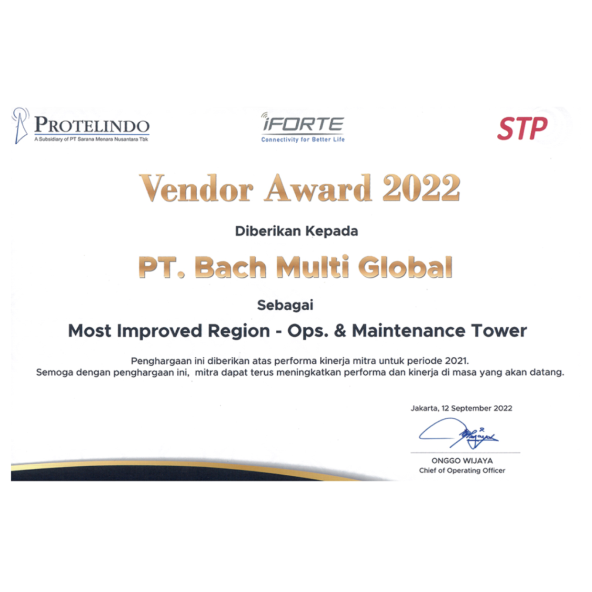 PROTELINDO
A Subsidiary of PT Sarana Menara Nusantara Tbk
iFORTE
Connectivity for Better Life
STP
Vendor Award 2022
Diberikan Kepada
PT. Bach Multi Global
Sebagai
Most Improved Region - Ops. & Maintenance Tower
Penghargaan ini diberikan atas performa kinerja mitra untuk periode 2021.
Semoga dengan penghargaan ini, mitra dapat terus meningkatkan performa dan kinerja di masa yang akan datang.
Jakarta, 12 September 2022
ONGGO WIJAYA
Chief of Operating Officer